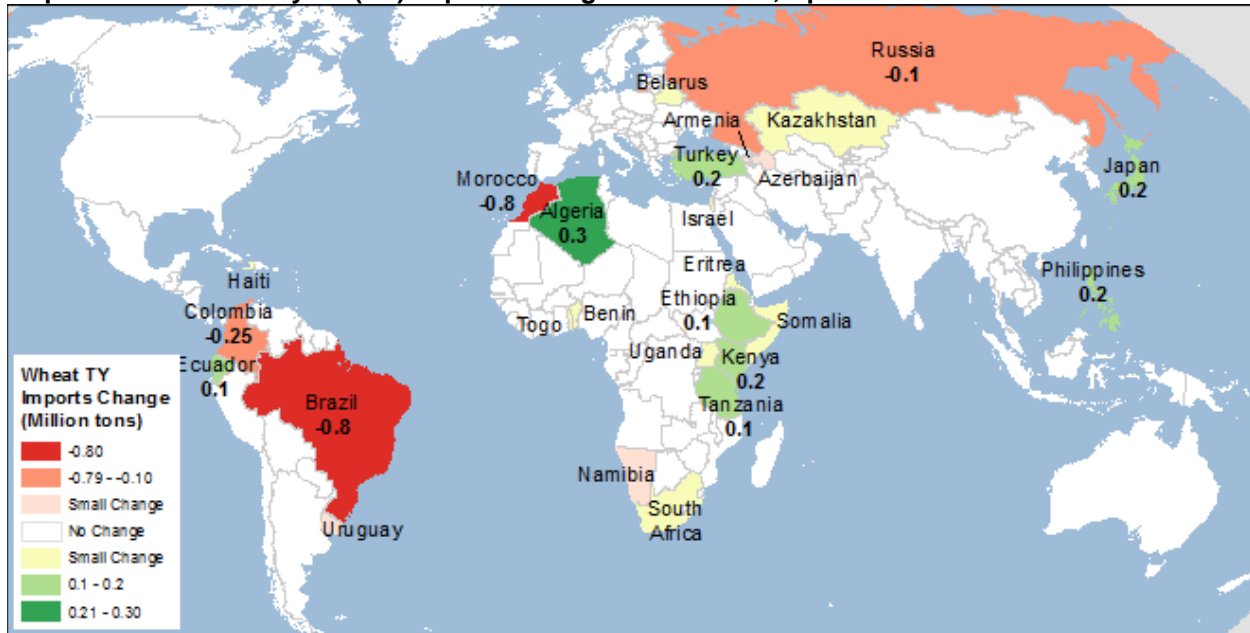 Russia
-0.1
Belarus
Armenia
Kazakhstan
Turkey
0.2
Azerbaijan
Japan
0.2
Morocco
-0.8
Algeria
0.3
Israel
Eritrea
Philippines
0.2
Haiti
Colombia
-0.25
Ethiopia
0.1
Togo
Benin
Somalia
Uganda
Kenya
0.2
Ecuador
0.1
Brazil
-0.8
Tanzania
0.1
Namibia
South
Africa
Uruguay
Wheat TY
Imports Change
(Million tons)
-0.80
-0.79 - -0.10
Small Change
No Change
Small Change
0.1 - 0.2
0.21 - 0.30